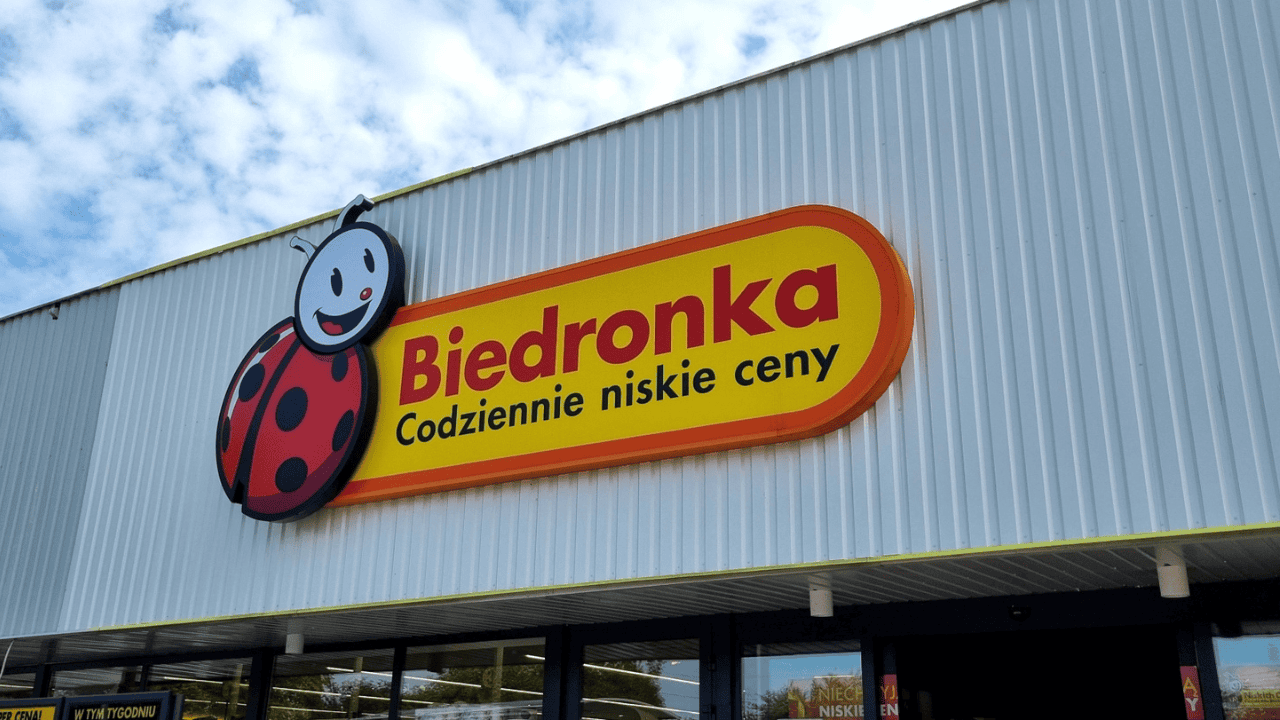 Biedronka
Codziennie niskie ceny
W TYM TYGODNIU